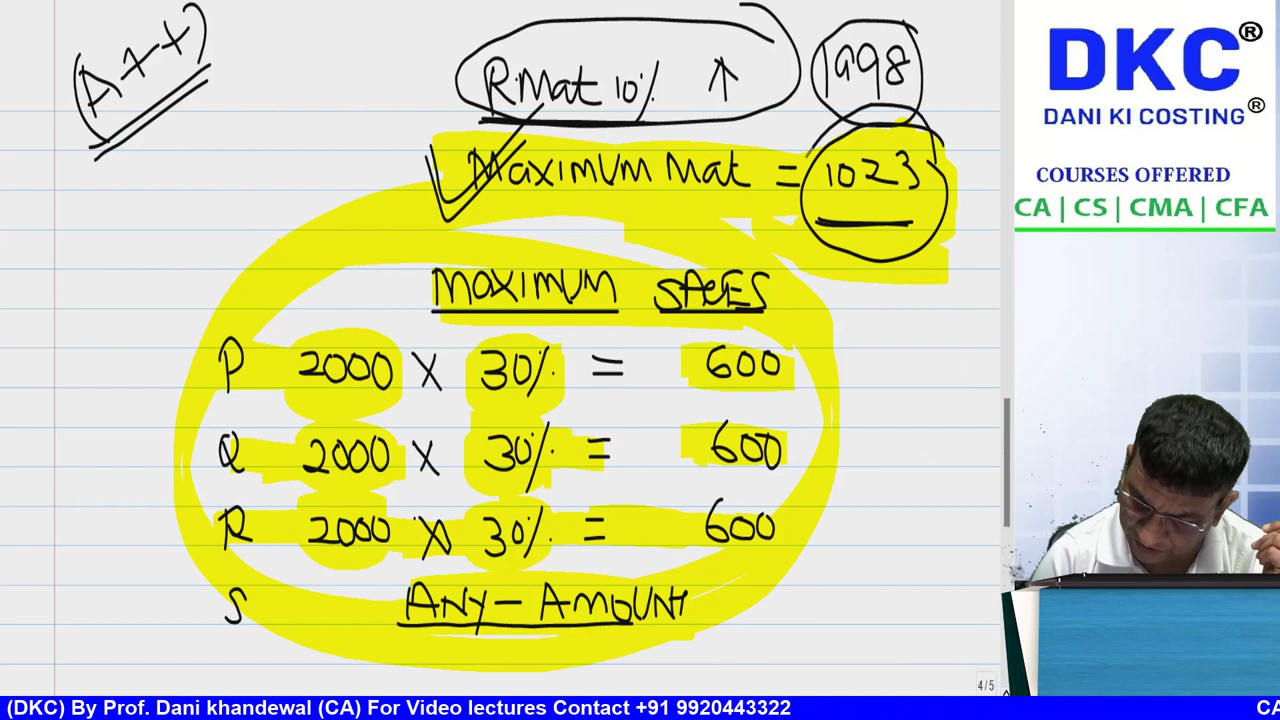 (A++)
R.Mat 10% ↑ 1998
MaxIMUM Mat = 1023
MAXIMUM SALES
P 2000 X 30% = 600
Q 2000 X 30% = 600
R 2000 X 30% = 600
S ANY - AMOUNT
4/5
DKC®
DANI KI COSTING®
COURSES OFFERED
CA | CS | CMA | CFA
(DKC) By Prof. Dani khandewal (CA) For Video lectures Contact +91 9920443322
CA